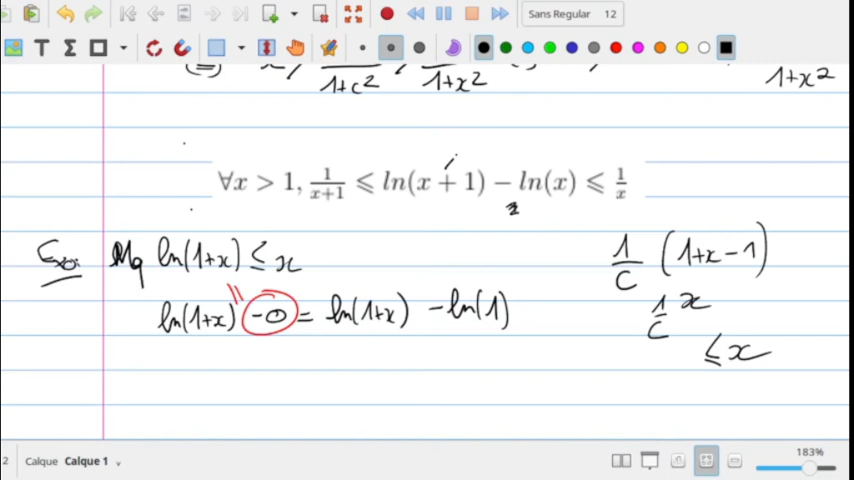 Sans Regular 12
1+c² 1+x² 1+x²
∀x > 1, 1/(x+1) ⩽ ln(x + 1) − ln(x) ⩽ 1/x
Exo: Mq ln(1+x) ≤ x
1/C (1+x−1)
ln(1+x) −0 = ln(1+x) −ln(1)
1/C x
≤ x
183%
2 Calque Calque 1